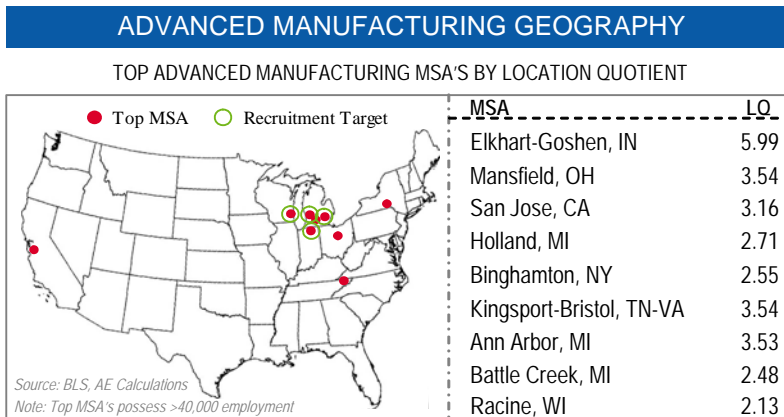 ADVANCED MANUFACTURING GEOGRAPHY
TOP ADVANCED MANUFACTURING MSA'S BY LOCATION QUOTIENT
Top MSA Recruitment Target
Source: BLS, AE Calculations
Note: Top MSA's possess >40,000 employment
MSA LQ
Elkhart-Goshen, IN 5.99
Mansfield, OH 3.54
San Jose, CA 3.16
Holland, MI 2.71
Binghamton, NY 2.55
Kingsport-Bristol, TN-VA 3.54
Ann Arbor, MI 3.53
Battle Creek, MI 2.48
Racine, WI 2.13